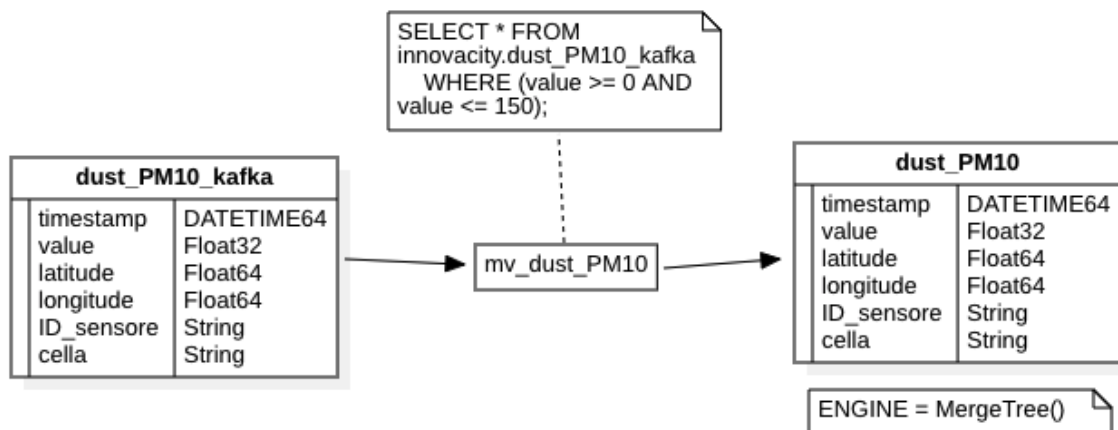 SELECT * FROM
innovacity.dust_PM10_kafka
WHERE (value >= 0 AND
value <= 150);
dust_PM10_kafka
timestamp DATETIME64
value Float32
latitude Float64
longitude Float64
ID_sensore String
cella String
mv_dust_PM10
dust_PM10
timestamp DATETIME64
value Float32
latitude Float64
longitude Float64
ID_sensore String
cella String
ENGINE = MergeTree()